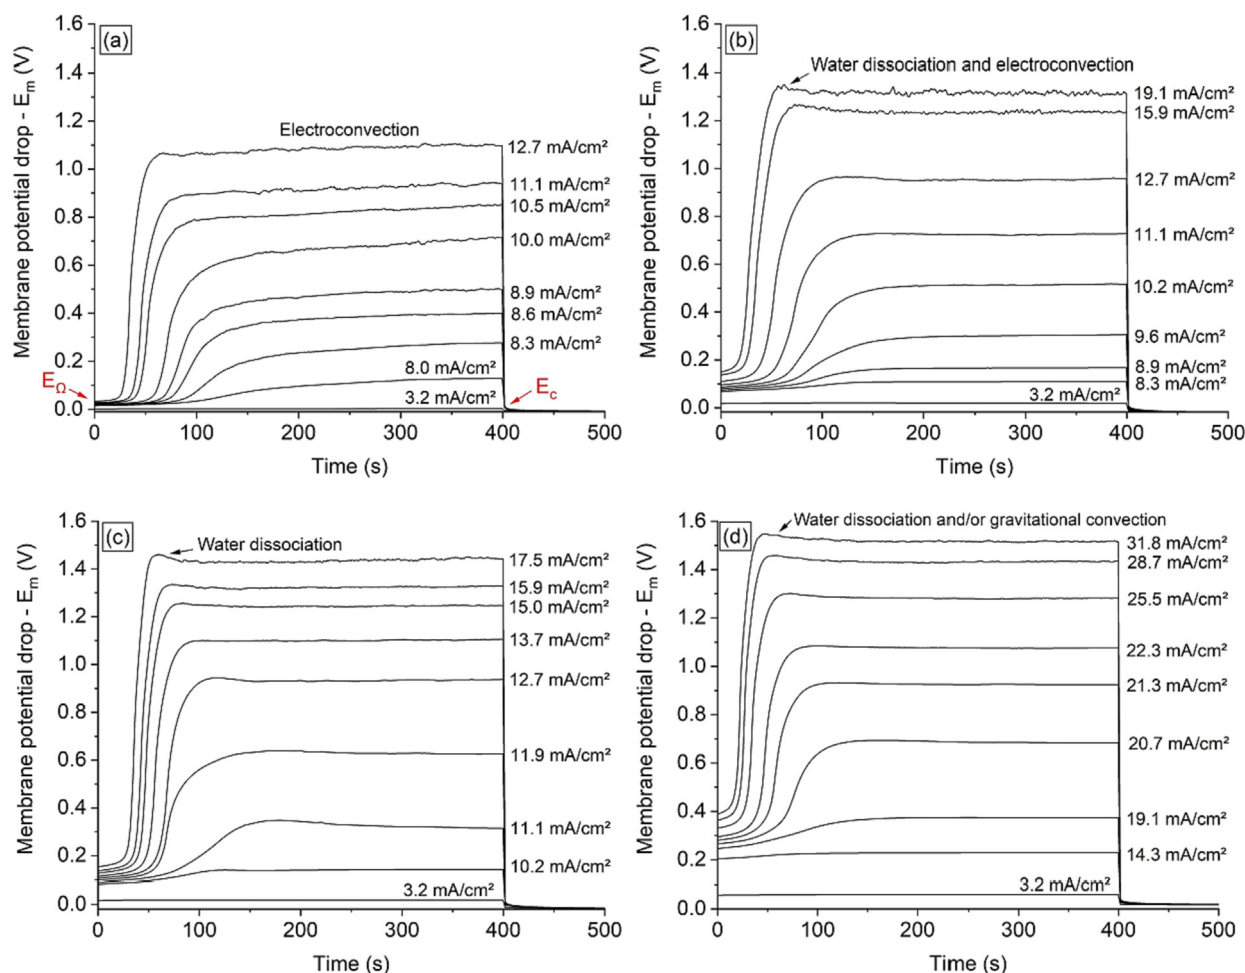 (a)
Membrane potential drop - Eₘ (V)
1.6
1.4
1.2
1.0
0.8
0.6
0.4
0.2
0.0
Electroconvection
12.7 mA/cm²
11.1 mA/cm²
10.5 mA/cm²
10.0 mA/cm²
8.9 mA/cm²
8.6 mA/cm²
8.3 mA/cm²
8.0 mA/cm²
3.2 mA/cm²
E_Ω
E_c
0 100 200 300 400 500
Time (s)
(b)
Membrane potential drop - Eₘ (V)
1.6
1.4
1.2
1.0
0.8
0.6
0.4
0.2
0.0
Water dissociation and electroconvection
19.1 mA/cm²
15.9 mA/cm²
12.7 mA/cm²
11.1 mA/cm²
10.2 mA/cm²
9.6 mA/cm²
8.9 mA/cm²
8.3 mA/cm²
3.2 mA/cm²
0 100 200 300 400 500
Time (s)
(c)
Membrane potential drop - Eₘ (V)
1.6
1.4
1.2
1.0
0.8
0.6
0.4
0.2
0.0
Water dissociation
17.5 mA/cm²
15.9 mA/cm²
15.0 mA/cm²
13.7 mA/cm²
12.7 mA/cm²
11.9 mA/cm²
11.1 mA/cm²
10.2 mA/cm²
3.2 mA/cm²
0 100 200 300 400 500
Time (s)
(d)
Membrane potential drop - Eₘ (V)
1.6
1.4
1.2
1.0
0.8
0.6
0.4
0.2
0.0
Water dissociation and/or gravitational convection
31.8 mA/cm²
28.7 mA/cm²
25.5 mA/cm²
22.3 mA/cm²
21.3 mA/cm²
20.7 mA/cm²
19.1 mA/cm²
14.3 mA/cm²
3.2 mA/cm²
0 100 200 300 400 500
Time (s)